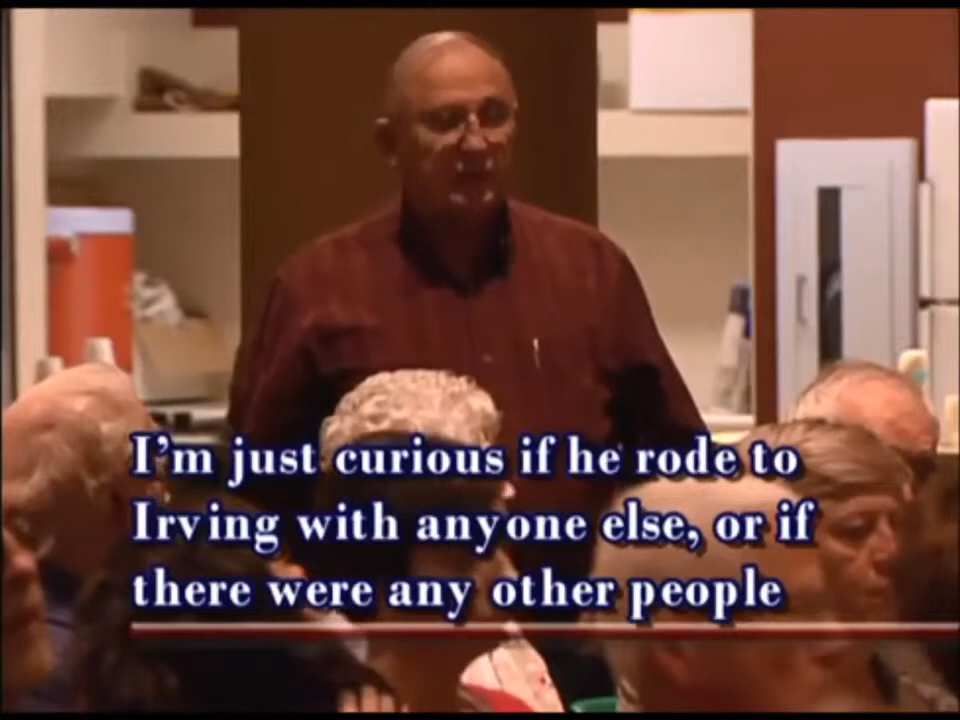 I'm just curious if he rode to
Irving with anyone else, or if
there were any other people